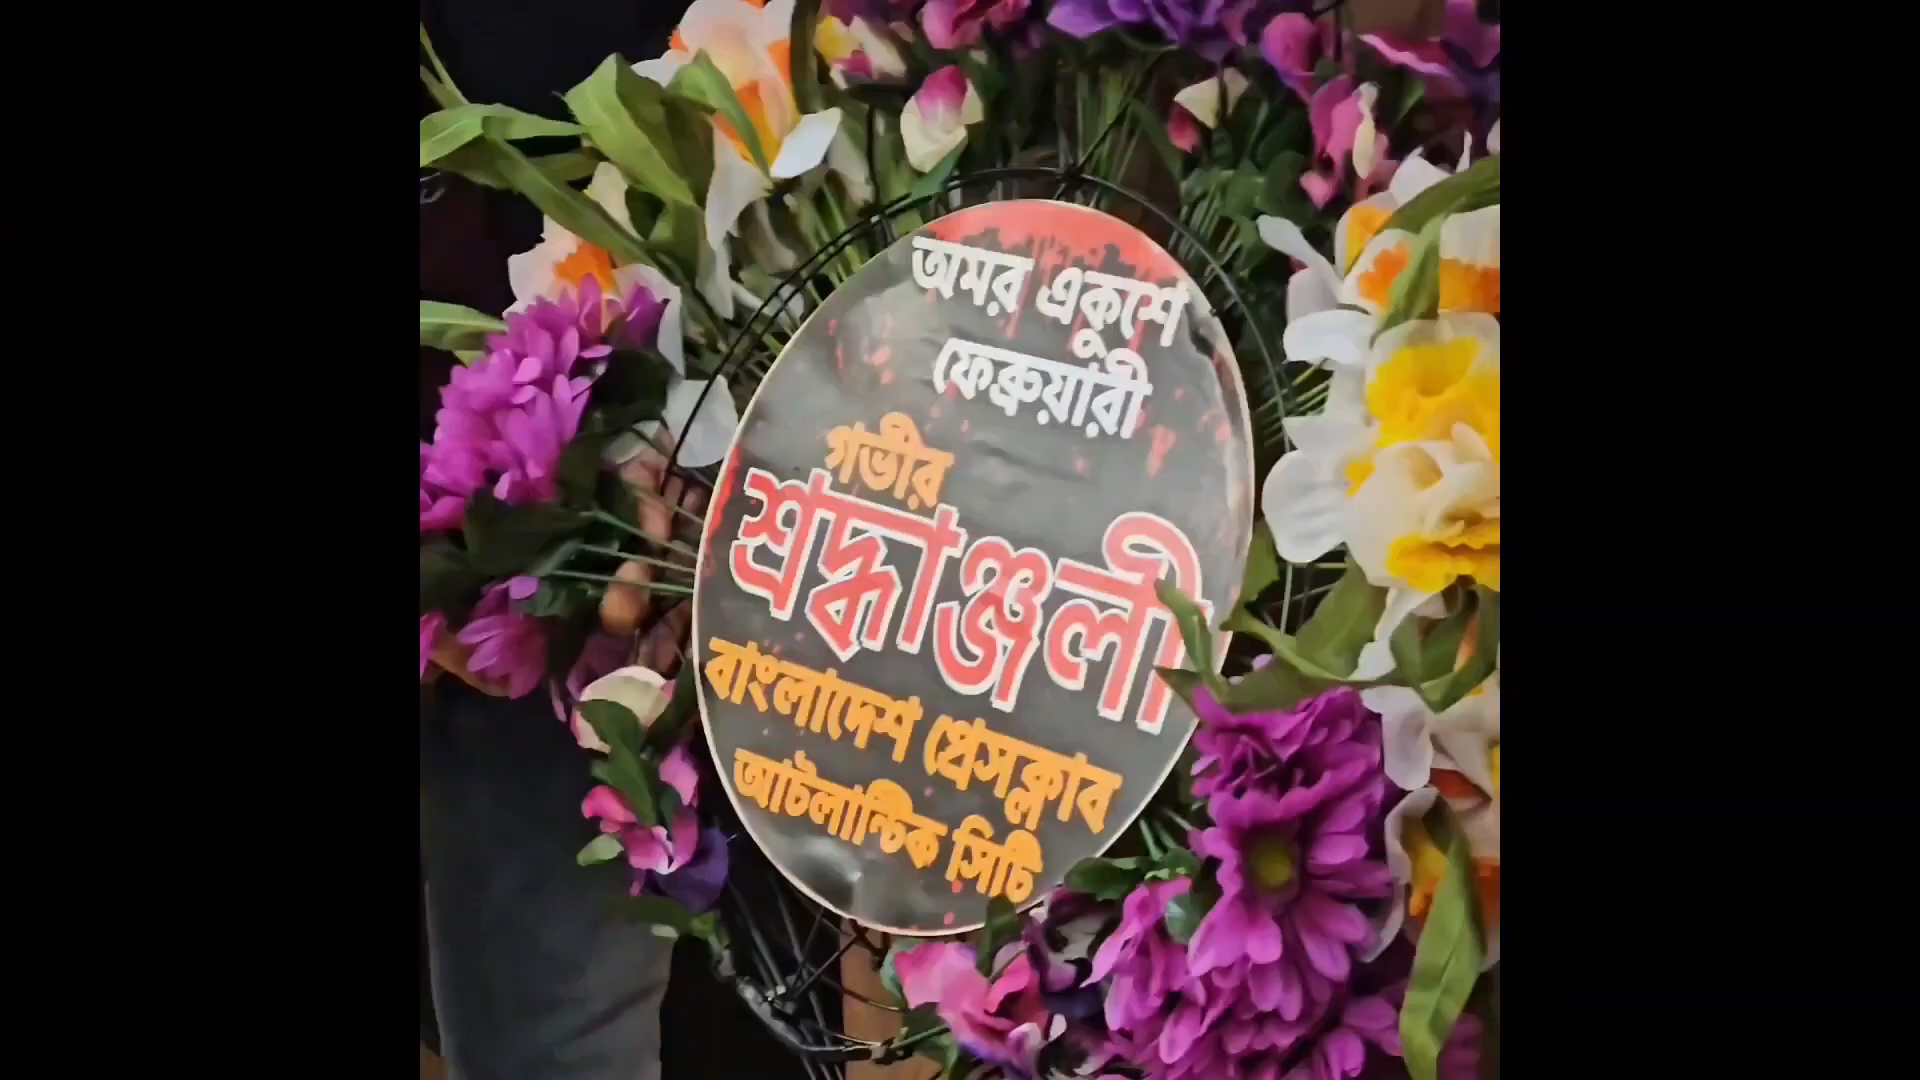 অমর একুশে
ফেব্রুয়ারী
গভীর
শ্রদ্ধাঞ্জলী
বাংলাদেশ প্রেসক্লাব
আটলান্টিক সিটি